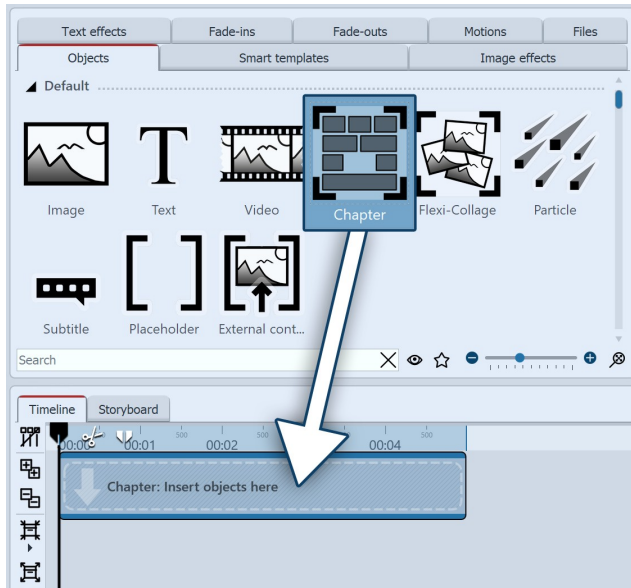 Text effects Fade-ins Fade-outs Motions Files
Objects Smart templates Image effects
Default
Image Text Video Chapter Flexi-Collage Particle
Subtitle Placeholder External cont...
Search
Timeline Storyboard
00:00 00:01 500 00:02 500 00:04 500
Chapter: Insert objects here